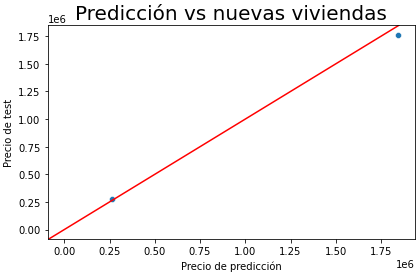 Predicción vs nuevas viviendas
1e6
1.75
1.50
1.25
1.00
0.75
0.50
0.25
0.00
Precio de test
0.00 0.25 0.50 0.75 1.00 1.25 1.50 1.75
1e6
Precio de predicción